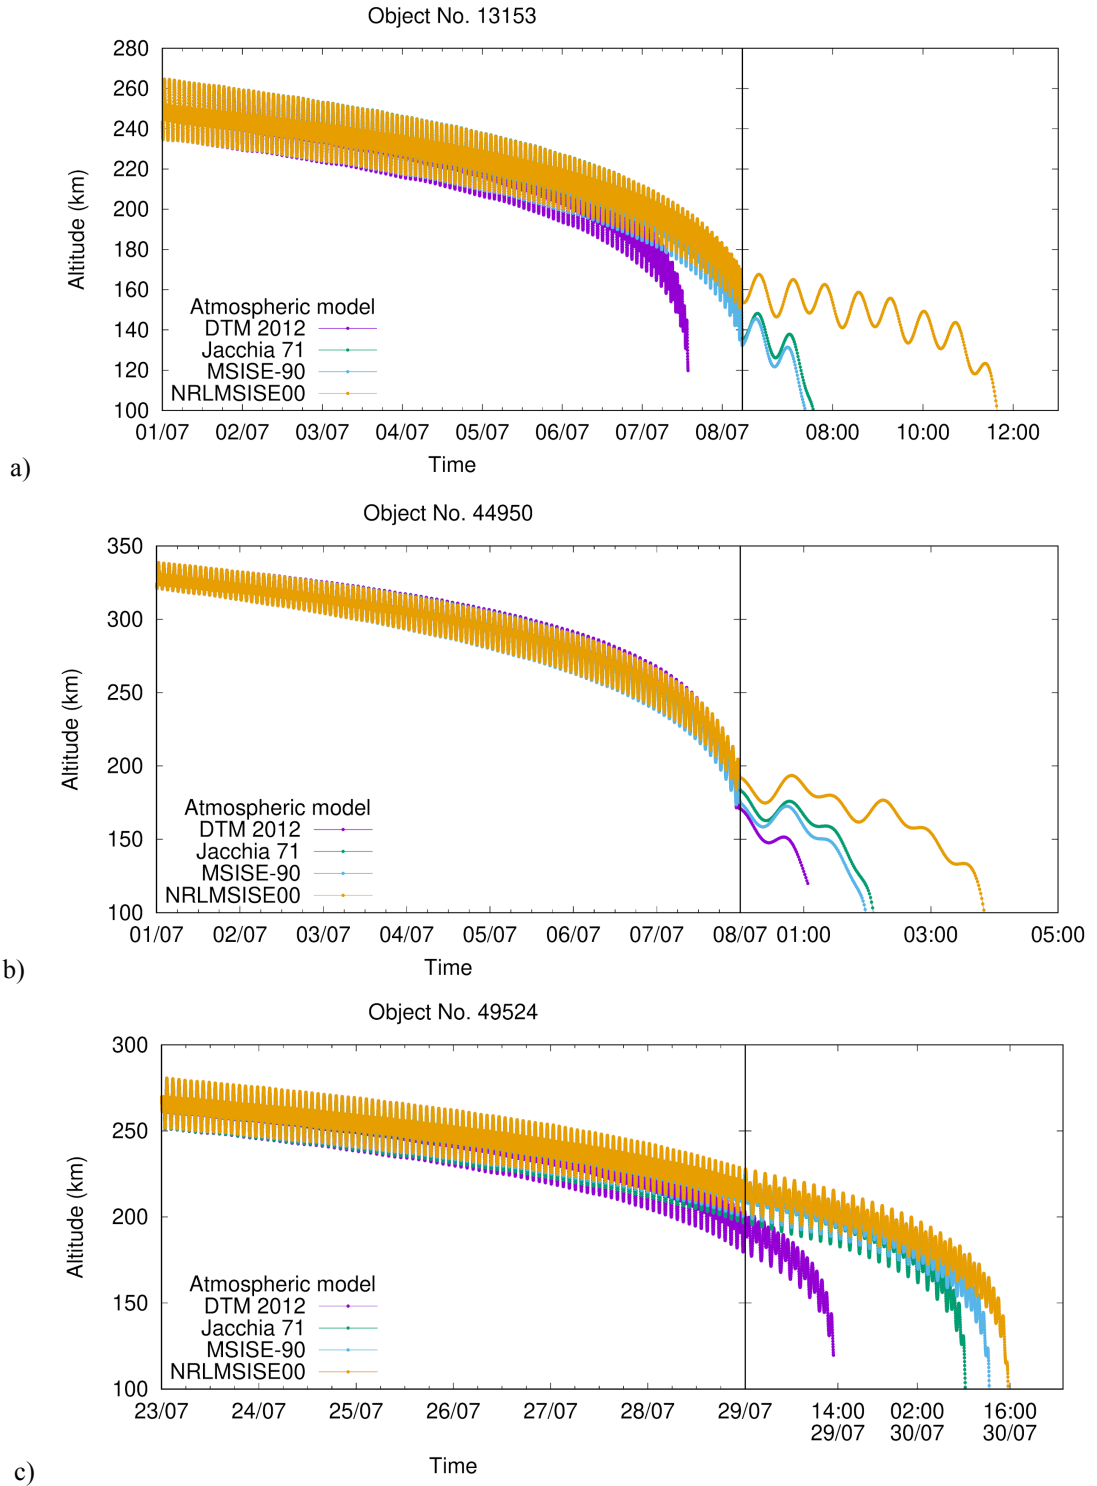 Object No. 13153
280
260
240
220
200
180
160
140
120
100
Altitude (km)
Atmospheric model
DTM 2012
Jacchia 71
MSISE-90
NRLMSISE00
01/07 02/07 03/07 04/07 05/07 06/07 07/07 08/07 08:00 10:00 12:00
Time
a)
Object No. 44950
350
300
250
200
150
100
Altitude (km)
Atmospheric model
DTM 2012
Jacchia 71
MSISE-90
NRLMSISE00
01/07 02/07 03/07 04/07 05/07 06/07 07/07 08/07 01:00 03:00 05:00
Time
b)
Object No. 49524
300
250
200
150
100
Altitude (km)
Atmospheric model
DTM 2012
Jacchia 71
MSISE-90
NRLMSISE00
23/07 24/07 25/07 26/07 27/07 28/07 29/07 14:00 02:00 16:00
29/07 30/07 30/07
Time
c)